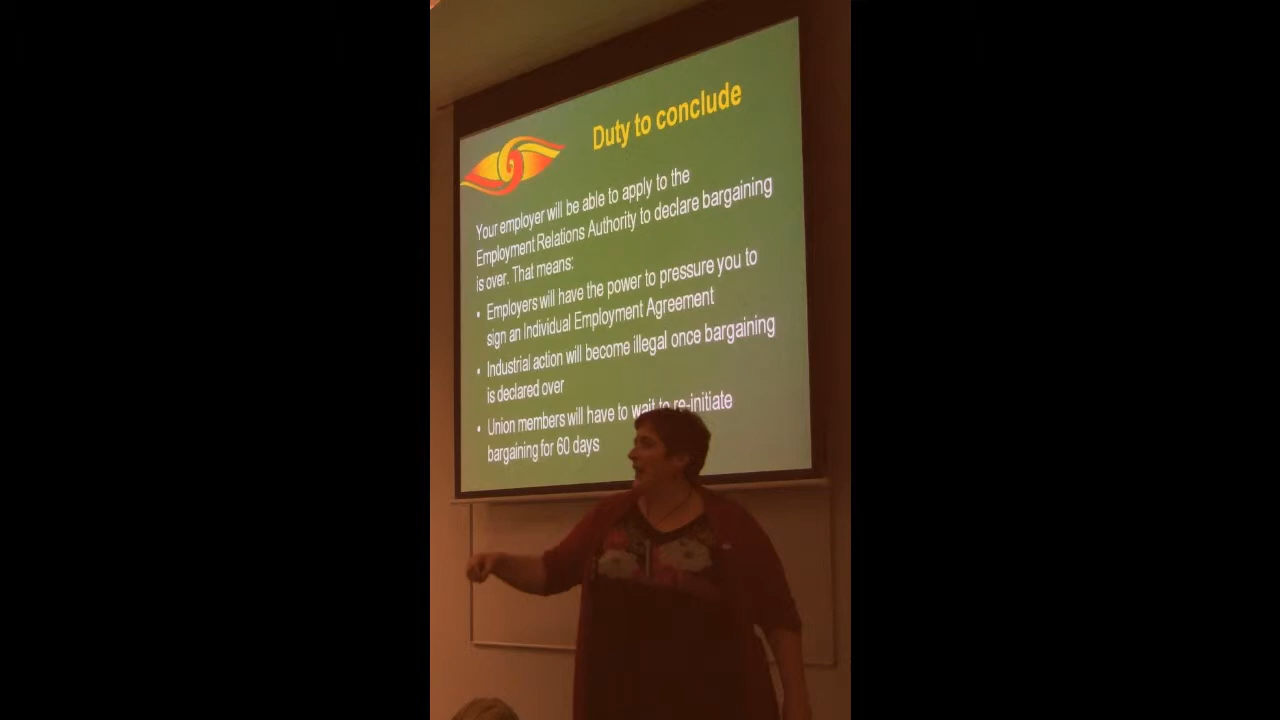 Duty to conclude
Your employer will be able to apply to the
Employment Relations Authority to declare bargaining
is over. That means:
• Employers will have the power to pressure you to
sign an Individual Employment Agreement
• Industrial action will become illegal once bargaining
is declared over
• Union members will have to wait to re-initiate
bargaining for 60 days